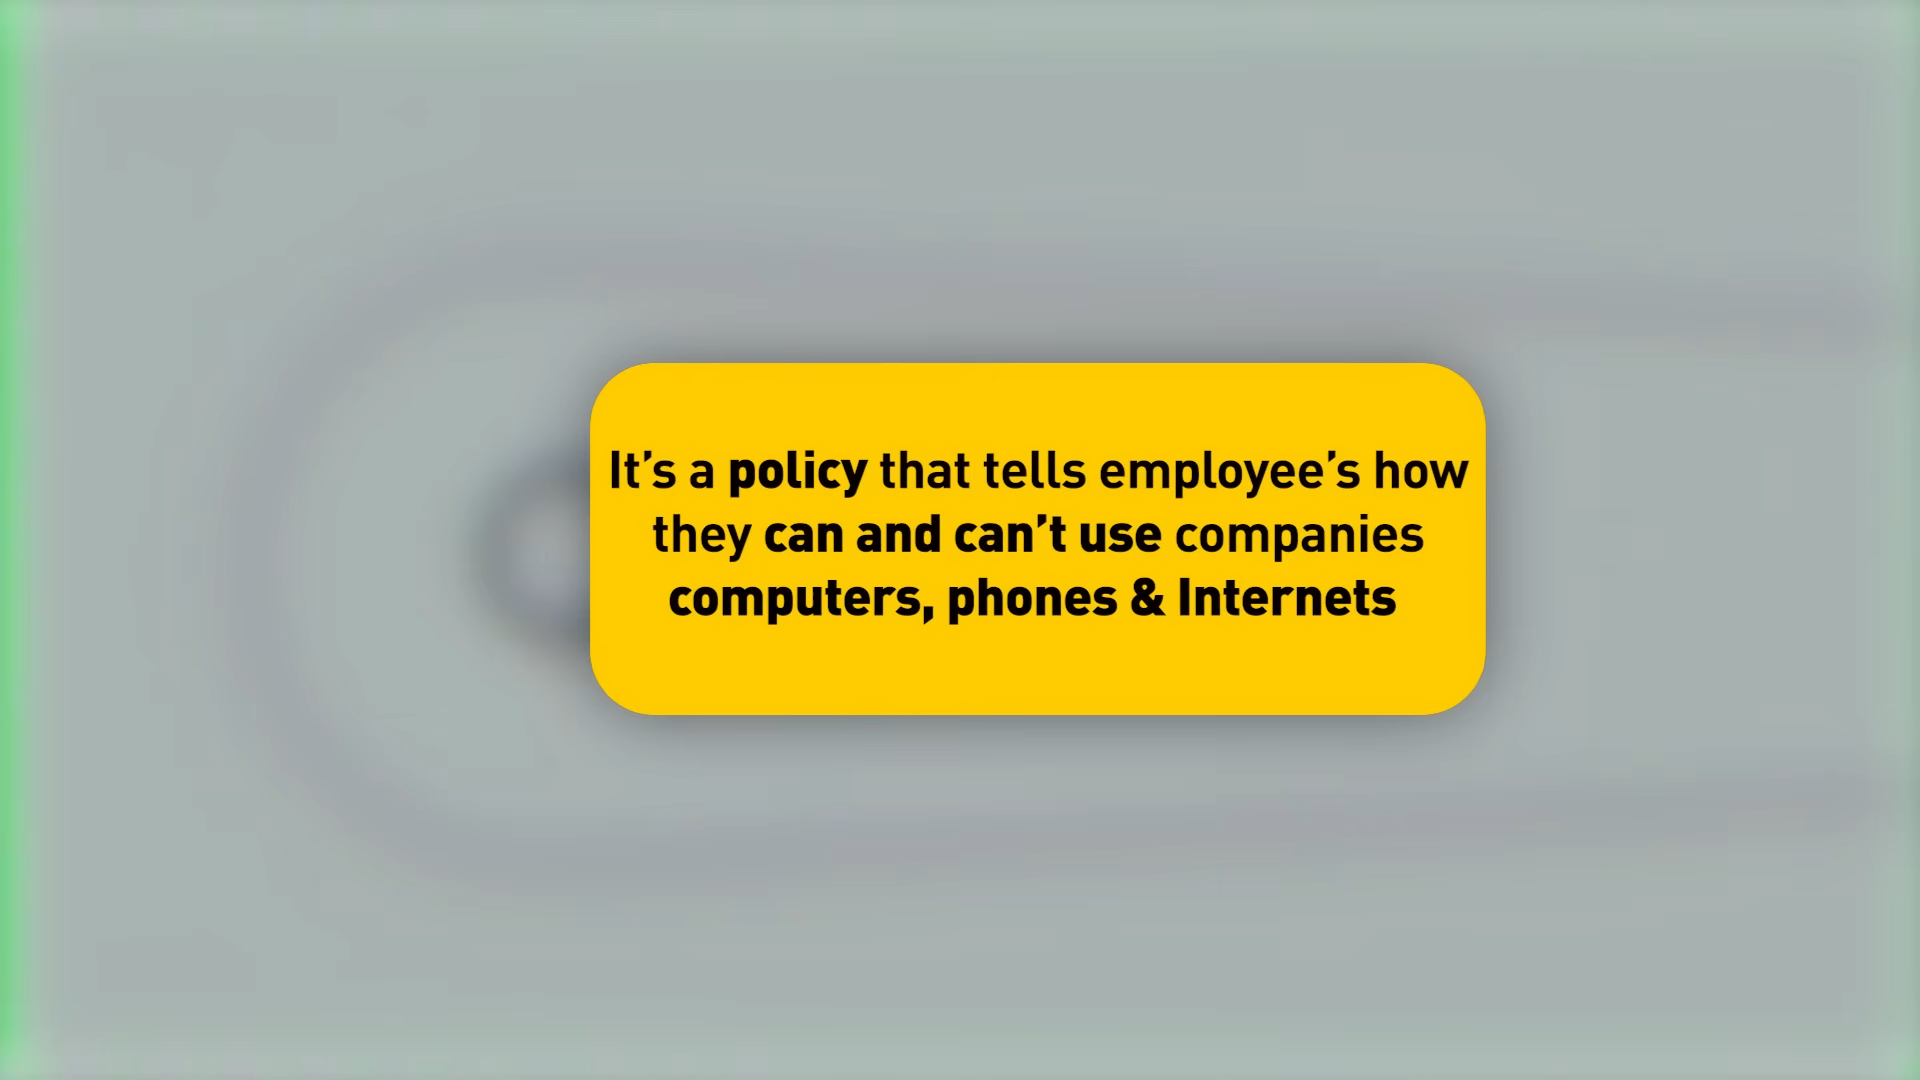 It’s a policy that tells employee’s how
they can and can’t use companies
computers, phones & Internets